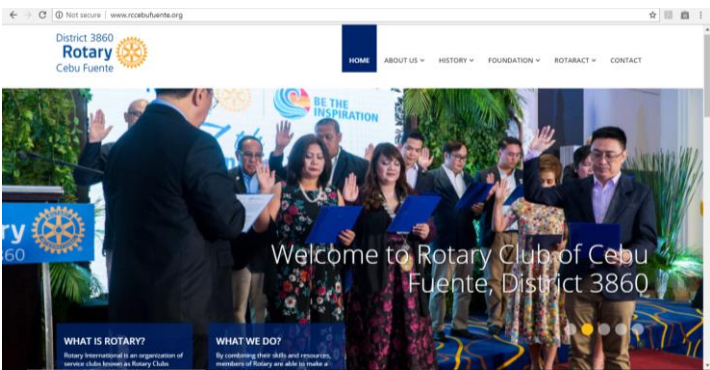 Not secure | www.rccebufuente.org
District 3860
Rotary
Cebu Fuente
HOME ABOUT US HISTORY FOUNDATION ROTARACT CONTACT
BE THE
INSPIRATION
ry
860
Welcome to Rotary Club of Cebu
Fuente, District 3860
WHAT IS ROTARY?
Rotary International is an organization of
service clubs known as Rotary Clubs
WHAT WE DO?
By combining their skills and resources,
members of Rotary are able to make a